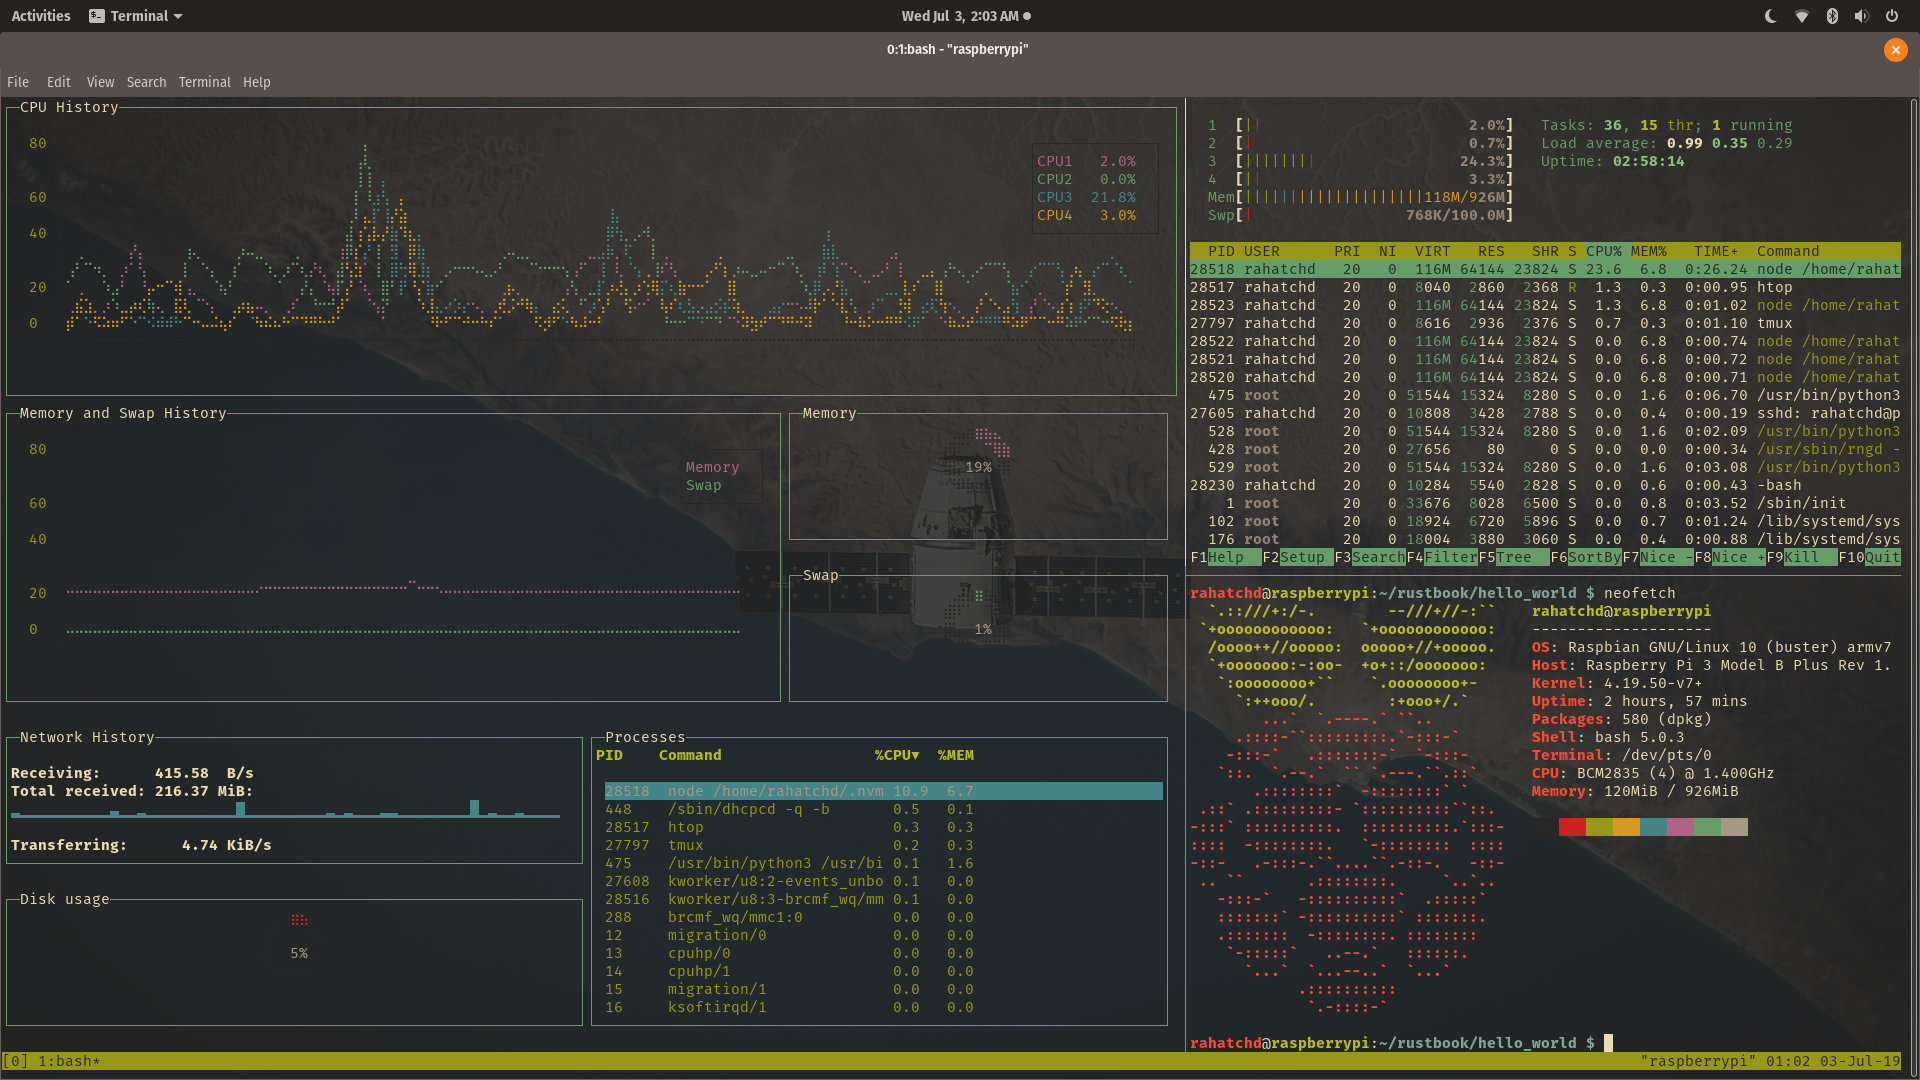 Activities
Terminal
Wed Jul 3, 2:03 AM
0:1:bash - "raspberrypi"
File Edit View Search Terminal Help
CPU History
80
60
40
20
0
CPU1 2.0%
CPU2 0.0%
CPU3 21.8%
CPU4 3.0%
Memory and Swap History
80
60
40
20
0
Memory
Swap
Memory
19%
Swap
1%
Network History
Receiving: 415.58 B/s
Total received: 216.37 MiB:
Transferring: 4.74 KiB/s
Disk usage
5%
Processes
PID Command %CPU▼ %MEM
28518 node /home/rahatchd/.nvm 10.9 6.7
448 /sbin/dhcpcd -q -b 0.5 0.1
28517 htop 0.3 0.3
27797 tmux 0.2 0.3
475 /usr/bin/python3 /usr/bi 0.1 1.6
27608 kworker/u8:2-events_unbo 0.1 0.0
28516 kworker/u8:3-brcmf_wq/mm 0.1 0.0
288 brcmf_wq/mmc1:0 0.0 0.0
12 migration/0 0.0 0.0
13 cpuhp/0 0.0 0.0
14 cpuhp/1 0.0 0.0
15 migration/1 0.0 0.0
16 ksoftirqd/1 0.0 0.0
1 [|| 2.0%]
2 [| 0.7%]
3 [|||||||| 24.3%]
4 [|| 3.3%]
Mem[||||||||||||||||||||118M/926M]
Swp[| 768K/100.0M]
Tasks: 36, 15 thr; 1 running
Load average: 0.99 0.35 0.29
Uptime: 02:58:14
PID USER PRI NI VIRT RES SHR S CPU% MEM% TIME+ Command
28518 rahatchd 20 0 116M 64144 23824 S 23.6 6.8 0:26.24 node /home/rahat
28517 rahatchd 20 0 8040 2860 2368 R 1.3 0.3 0:00.95 htop
28523 rahatchd 20 0 116M 64144 23824 S 1.3 6.8 0:01.02 node /home/rahat
27797 rahatchd 20 0 8616 2936 2376 S 0.7 0.3 0:01.10 tmux
28522 rahatchd 20 0 116M 64144 23824 S 0.0 6.8 0:00.74 node /home/rahat
28521 rahatchd 20 0 116M 64144 23824 S 0.0 6.8 0:00.72 node /home/rahat
28520 rahatchd 20 0 116M 64144 23824 S 0.0 6.8 0:00.71 node /home/rahat
475 root 20 0 51544 15324 8280 S 0.0 1.6 0:06.70 /usr/bin/python3
27605 rahatchd 20 0 10808 3428 2788 S 0.0 0.4 0:00.19 sshd: rahatchd@p
528 root 20 0 51544 15324 8280 S 0.0 1.6 0:02.09 /usr/bin/python3
428 root 20 0 27656 80 0 S 0.0 0.0 0:00.34 /usr/sbin/rngd -
529 root 20 0 51544 15324 8280 S 0.0 1.6 0:03.08 /usr/bin/python3
28230 rahatchd 20 0 10284 5540 2828 S 0.0 0.6 0:00.43 -bash
1 root 20 0 33676 8028 6500 S 0.0 0.8 0:03.52 /sbin/init
102 root 20 0 18924 6720 5896 S 0.0 0.7 0:01.24 /lib/systemd/sys
176 root 20 0 18004 3880 3060 S 0.0 0.4 0:00.88 /lib/systemd/sys
F1Help F2Setup F3SearchF4FilterF5Tree F6SortByF7Nice -F8Nice +F9Kill F10Quit
rahatchd@raspberrypi:~/rustbook/hello_world $ neofetch
rahatchd@raspberrypi
--------------------
OS: Raspbian GNU/Linux 10 (buster) armv7
Host: Raspberry Pi 3 Model B Plus Rev 1.
Kernel: 4.19.50-v7+
Uptime: 2 hours, 57 mins
Packages: 580 (dpkg)
Shell: bash 5.0.3
Terminal: /dev/pts/0
CPU: BCM2835 (4) @ 1.400GHz
Memory: 120MiB / 926MiB
rahatchd@raspberrypi:~/rustbook/hello_world $
[0] 1:bash*
"raspberrypi" 01:02 03-Jul-19